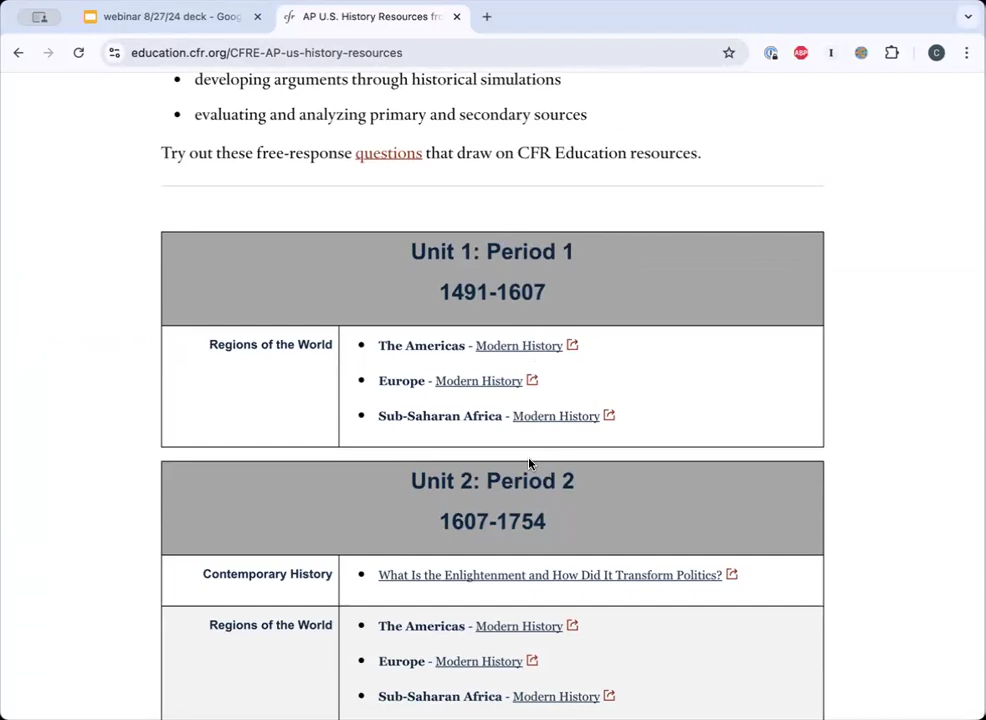 webinar 8/27/24 deck - Goog
AP U.S. History Resources fro
education.cfr.org/CFRE-AP-us-history-resources
ABP
C
developing arguments through historical simulations
evaluating and analyzing primary and secondary sources
Try out these free-response questions that draw on CFR Education resources.
Unit 1: Period 1
1491-1607
Regions of the World
• The Americas - Modern History
• Europe - Modern History
• Sub-Saharan Africa - Modern History
Unit 2: Period 2
1607-1754
Contemporary History
• What Is the Enlightenment and How Did It Transform Politics?
Regions of the World
• The Americas - Modern History
• Europe - Modern History
• Sub-Saharan Africa - Modern History